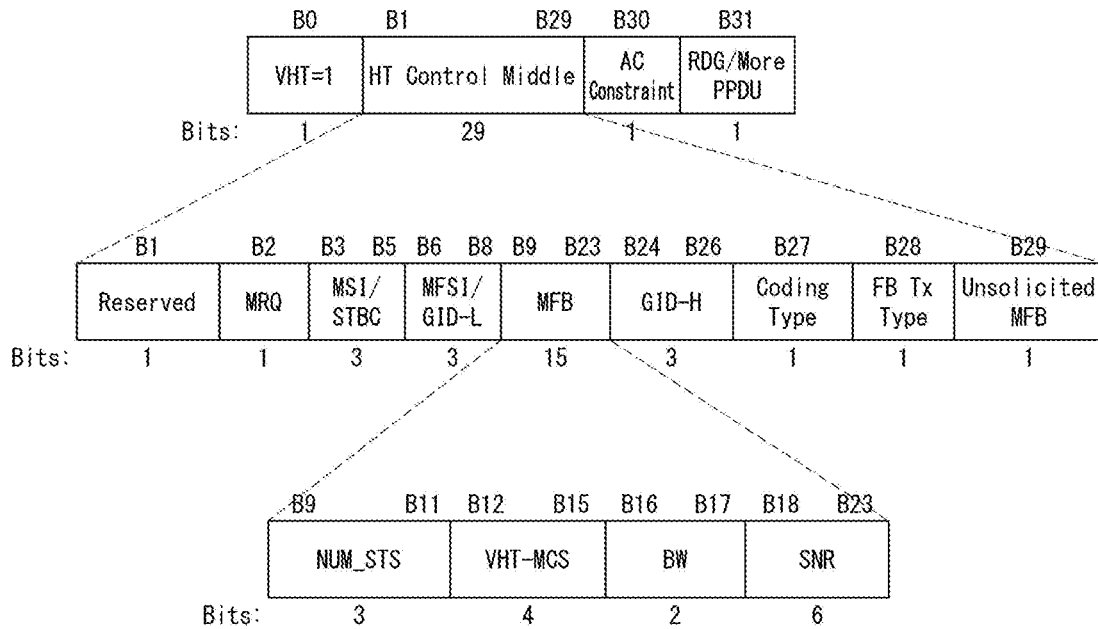 B0 B1 B29 B30 B31
VHT=1 HT Control Middle AC Constraint RDG/More PPDU
Bits: 1 29 1 1
B1 B2 B3 B5 B6 B8 B9 B23 B24 B26 B27 B28 B29
Reserved MRQ MSI/ STBC MFSI/ GID-L MFB GID-H Coding Type FB Tx Type Unsolicited MFB
Bits: 1 1 3 3 15 3 1 1 1
B9 B11 B12 B15 B16 B17 B18 B23
NUM_STS VHT-MCS BW SNR
Bits: 3 4 2 6